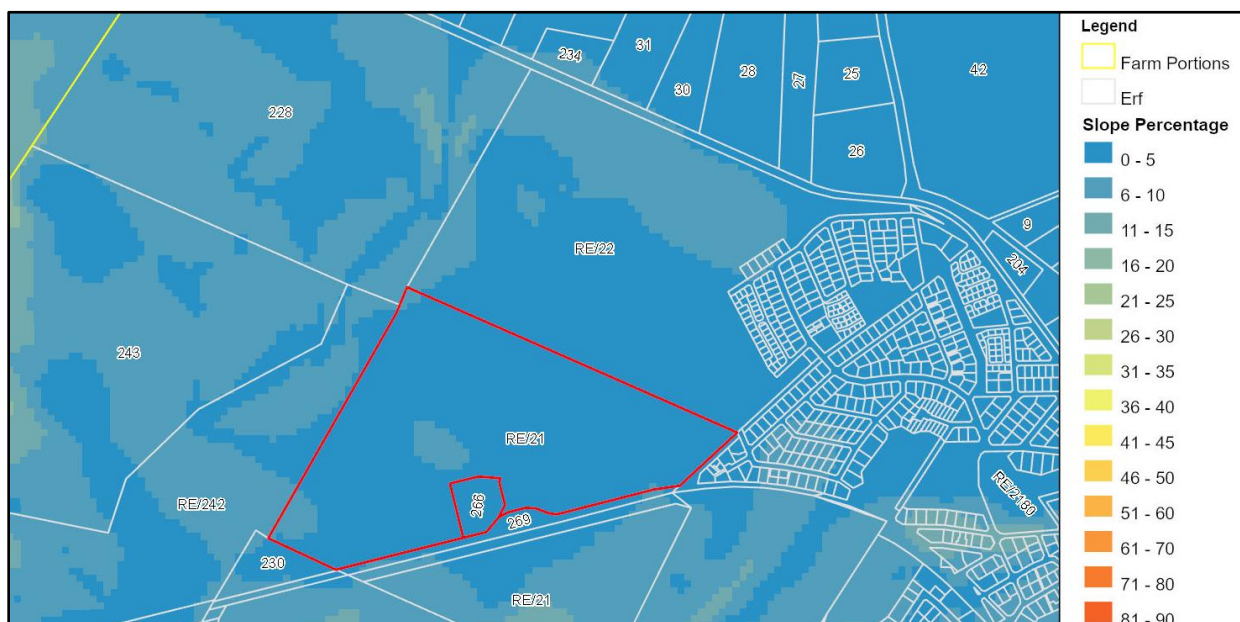 234
31
30
28
27
25
26
42
9
204
228
RE/22
243
RE/21
266
269
RE/242
230
RE/21
RE/2180
Legend
Farm Portions
Erf
Slope Percentage
0 - 5
6 - 10
11 - 15
16 - 20
21 - 25
26 - 30
31 - 35
36 - 40
41 - 45
46 - 50
51 - 60
61 - 70
71 - 80
81 - 90